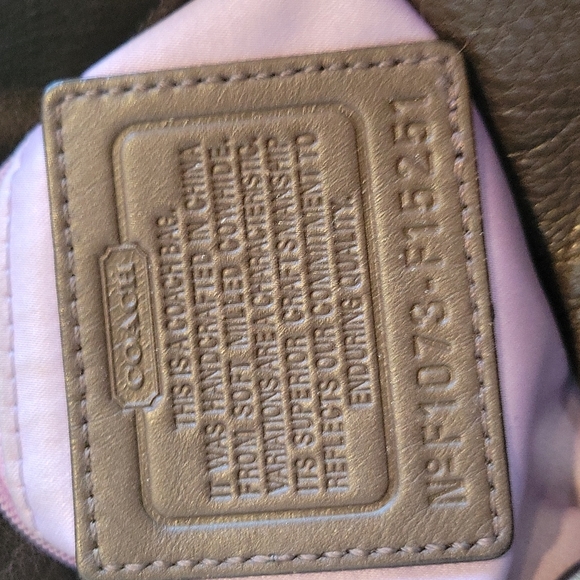 COACH
THIS IS A COACH BAG.
IT WAS HANDCRAFTED IN CHINA
FROM SOFT MILLED COWHIDE.
VARIATIONS ARE A CHARACTERISTIC.
ITS SUPERIOR CRAFTSMANSHIP
REFLECTS OUR COMMITMENT TO
ENDURING QUALITY.
Nº F1073-F15251